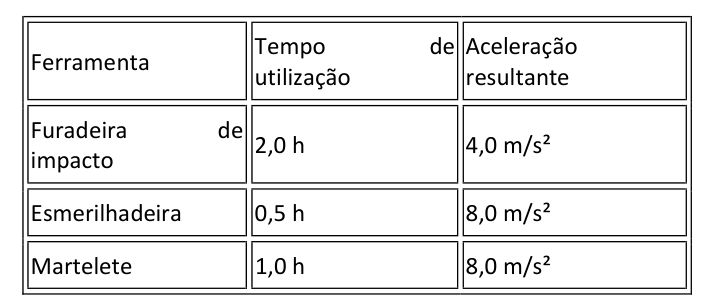 Ferramenta
Tempo de
utilização
Aceleração
resultante
Furadeira de
impacto
2,0 h
4,0 m/s²
Esmerilhadeira
0,5 h
8,0 m/s²
Martelete
1,0 h
8,0 m/s²